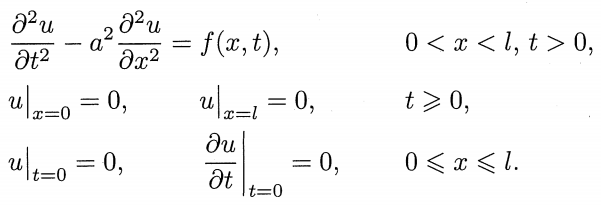 ∂²u/∂t² − a² ∂²u/∂x² = f(x, t), 0 < x < l, t > 0,
u|ₓ₌₀ = 0, u|ₓ₌ₗ = 0, t ⩾ 0,
u|ₜ₌₀ = 0, ∂u/∂t|ₜ₌₀ = 0, 0 ⩽ x ⩽ l.